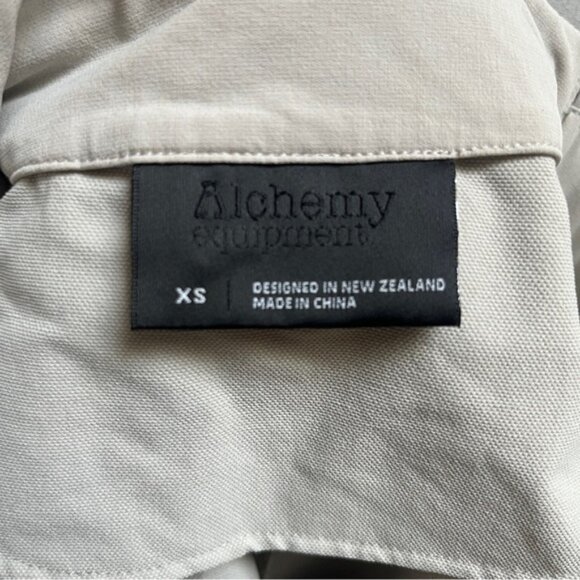 Alchemy
equipment
XS
DESIGNED IN NEW ZEALAND
MADE IN CHINA